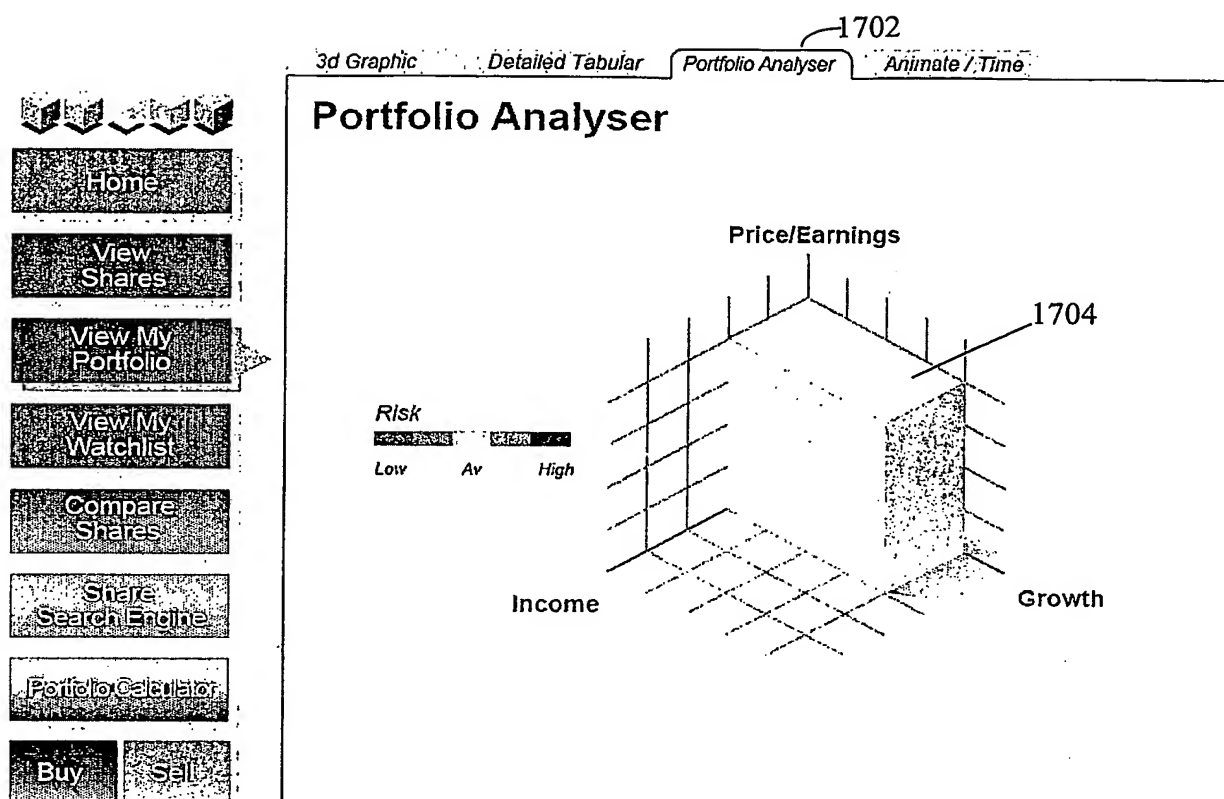 1702
3d Graphic
Detailed Tabular
Portfolio Analyser
Animate / Time
Portfolio Analyser
Home
View
Shares
View My
Portfolio
View My
Watchlist
Compare
Shares
Share
Search Engine
Portfolio Calculator
Buy
Sell
Price/Earnings
1704
Risk
Low Av High
Income
Growth